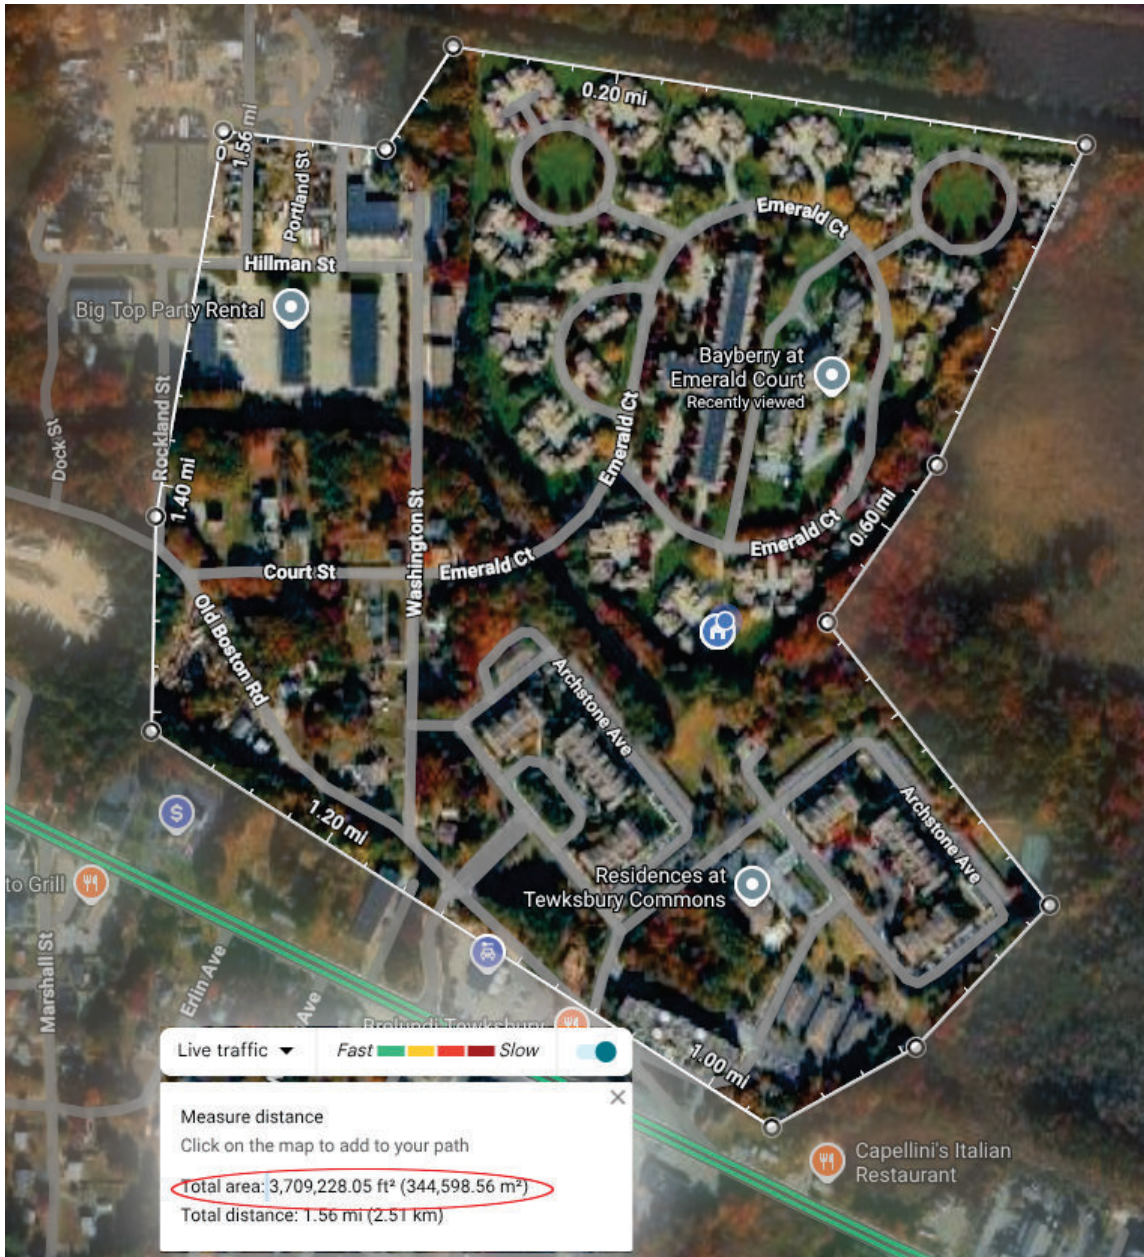 0.20 mi
0
1.56 mi
Portland St
Emerald Ct
Hillman St
Big Top Party Rental
Bayberry at
Emerald Court
Recently viewed
Rockland St
Dock St
Emerald Ct
1.40 mi
Washington St
0.60 mi
Emerald Ct
Court St
Emerald Ct
Old Boston Rd
Archstone Ave
1.20 mi
Archstone Ave
$
to Grill
Residences at
Tewksbury Commons
Marshall St
Erlin Ave
Ave
Tewksbury
1.00 mi
Live traffic
Fast
Slow
Measure distance
Click on the map to add to your path
Total area: 3,709,228.05 ft² (344,598.56 m²)
Total distance: 1.56 mi (2.51 km)
Capellini's Italian
Restaurant